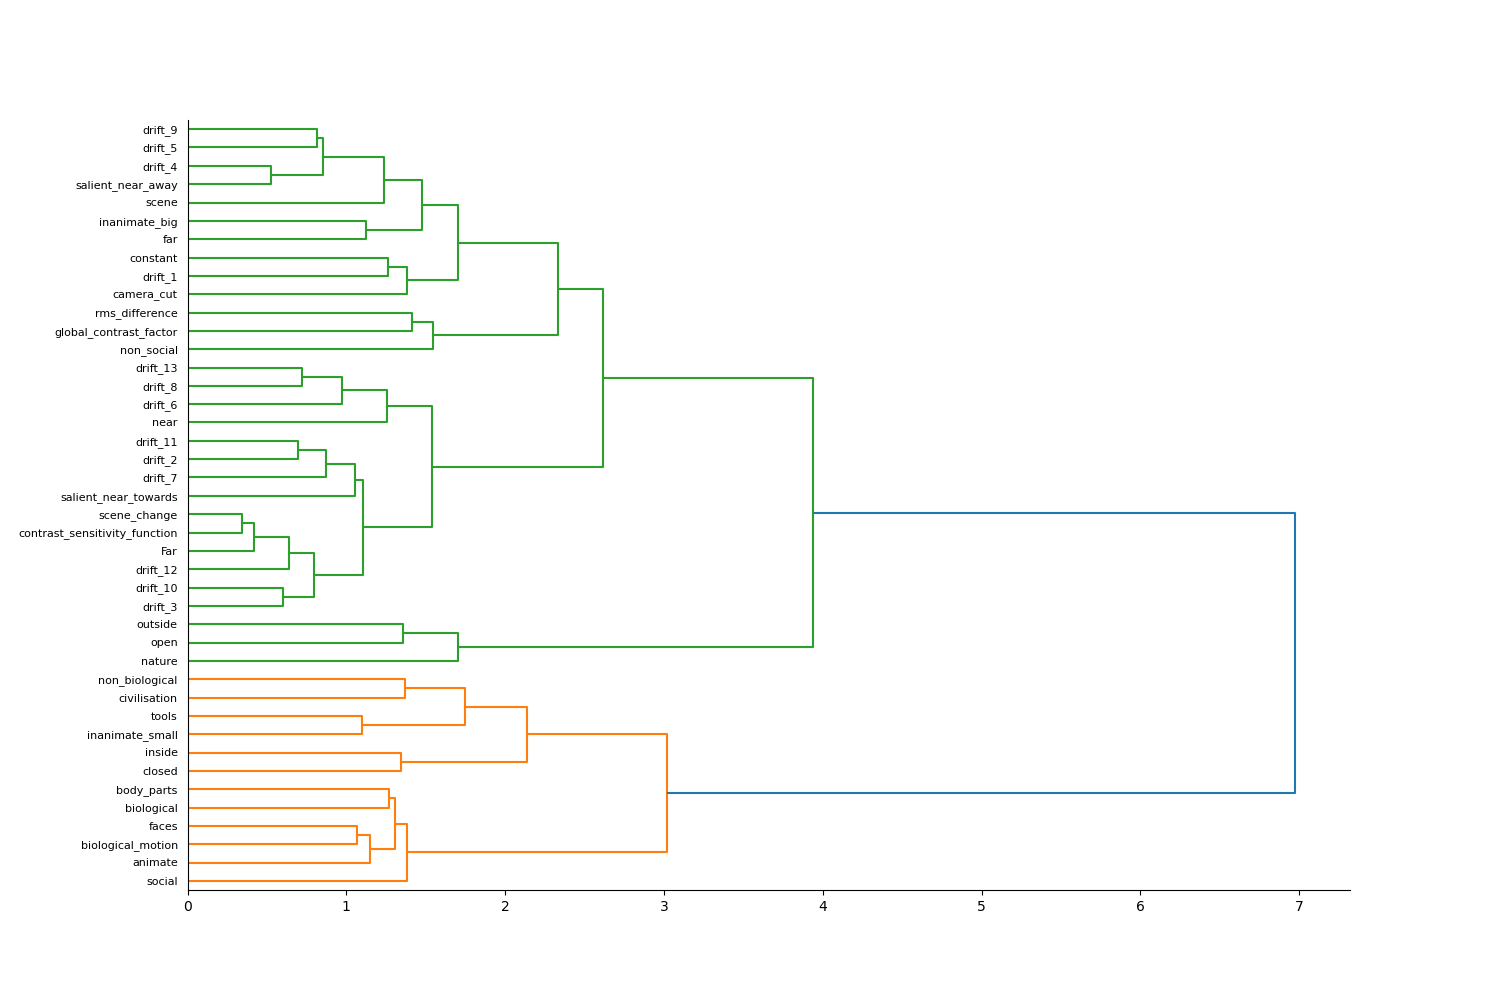 drift_9
drift_5
drift_4
salient_near_away
scene
inanimate_big
far
constant
drift_1
camera_cut
rms_difference
global_contrast_factor
non_social
drift_13
drift_8
drift_6
near
drift_11
drift_2
drift_7
salient_near_towards
scene_change
contrast_sensitivity_function
Far
drift_12
drift_10
drift_3
outside
open
nature
non_biological
civilisation
tools
inanimate_small
inside
closed
body_parts
biological
faces
biological_motion
animate
social
0 1 2 3 4 5 6 7